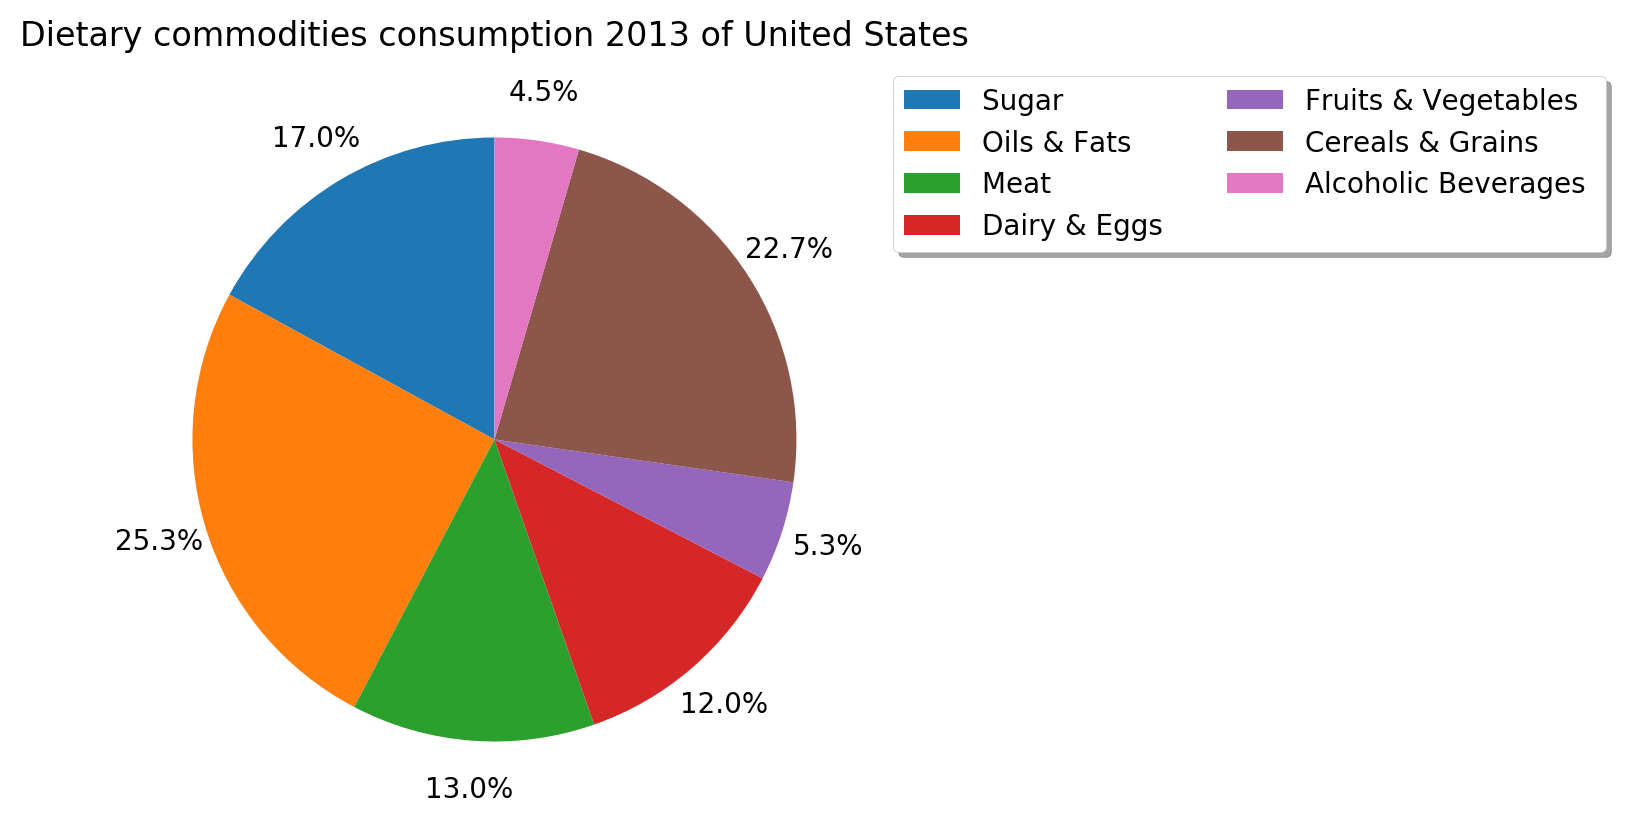 Dietary commodities consumption 2013 of United States
4.5%
17.0%
22.7%
25.3%
5.3%
12.0%
13.0%
Sugar
Oils & Fats
Meat
Dairy & Eggs
Fruits & Vegetables
Cereals & Grains
Alcoholic Beverages